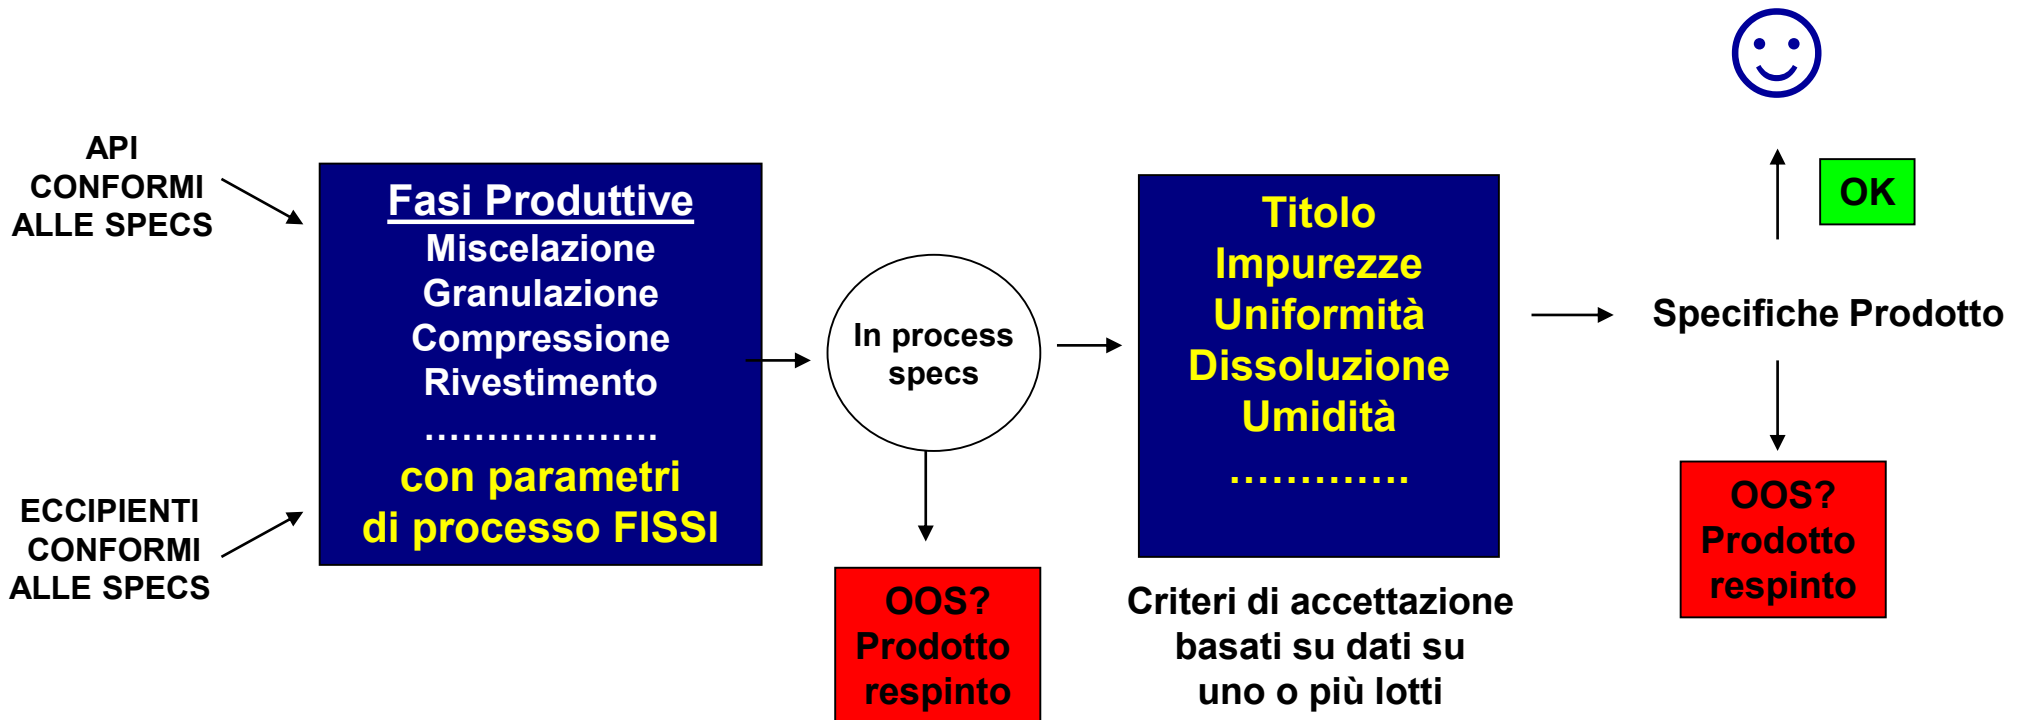 API
CONFORMI
ALLE SPECS
ECCIPIENTI
CONFORMI
ALLE SPECS
Fasi Produttive
Miscelazione
Granulazione
Compressione
Rivestimento
...................
con parametri
di processo FISSI
In process
specs
OOS?
Prodotto
respinto
Titolo
Impurezze
Uniformità
Dissoluzione
Umidità
..............
Criteri di accettazione
basati su dati su
uno o più lotti
OK
Specifiche Prodotto
OOS?
Prodotto
respinto